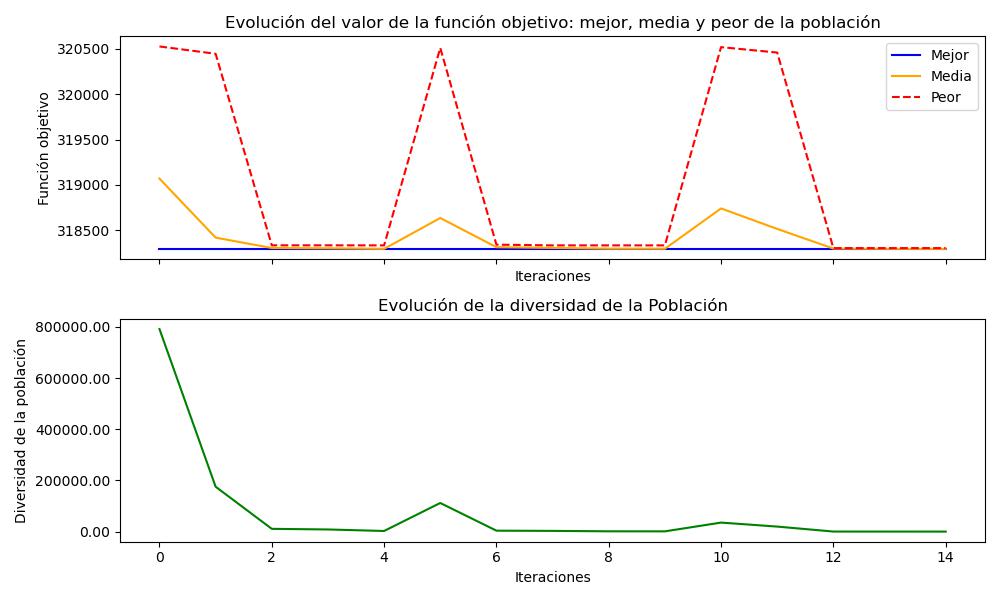 Evolución del valor de la función objetivo: mejor, media y peor de la población
320500
320000
319500
319000
318500
Función objetivo
Mejor
Media
Peor
Iteraciones
Evolución de la diversidad de la Población
800000.00
600000.00
400000.00
200000.00
0.00
Diversidad de la población
0 2 4 6 8 10 12 14
Iteraciones